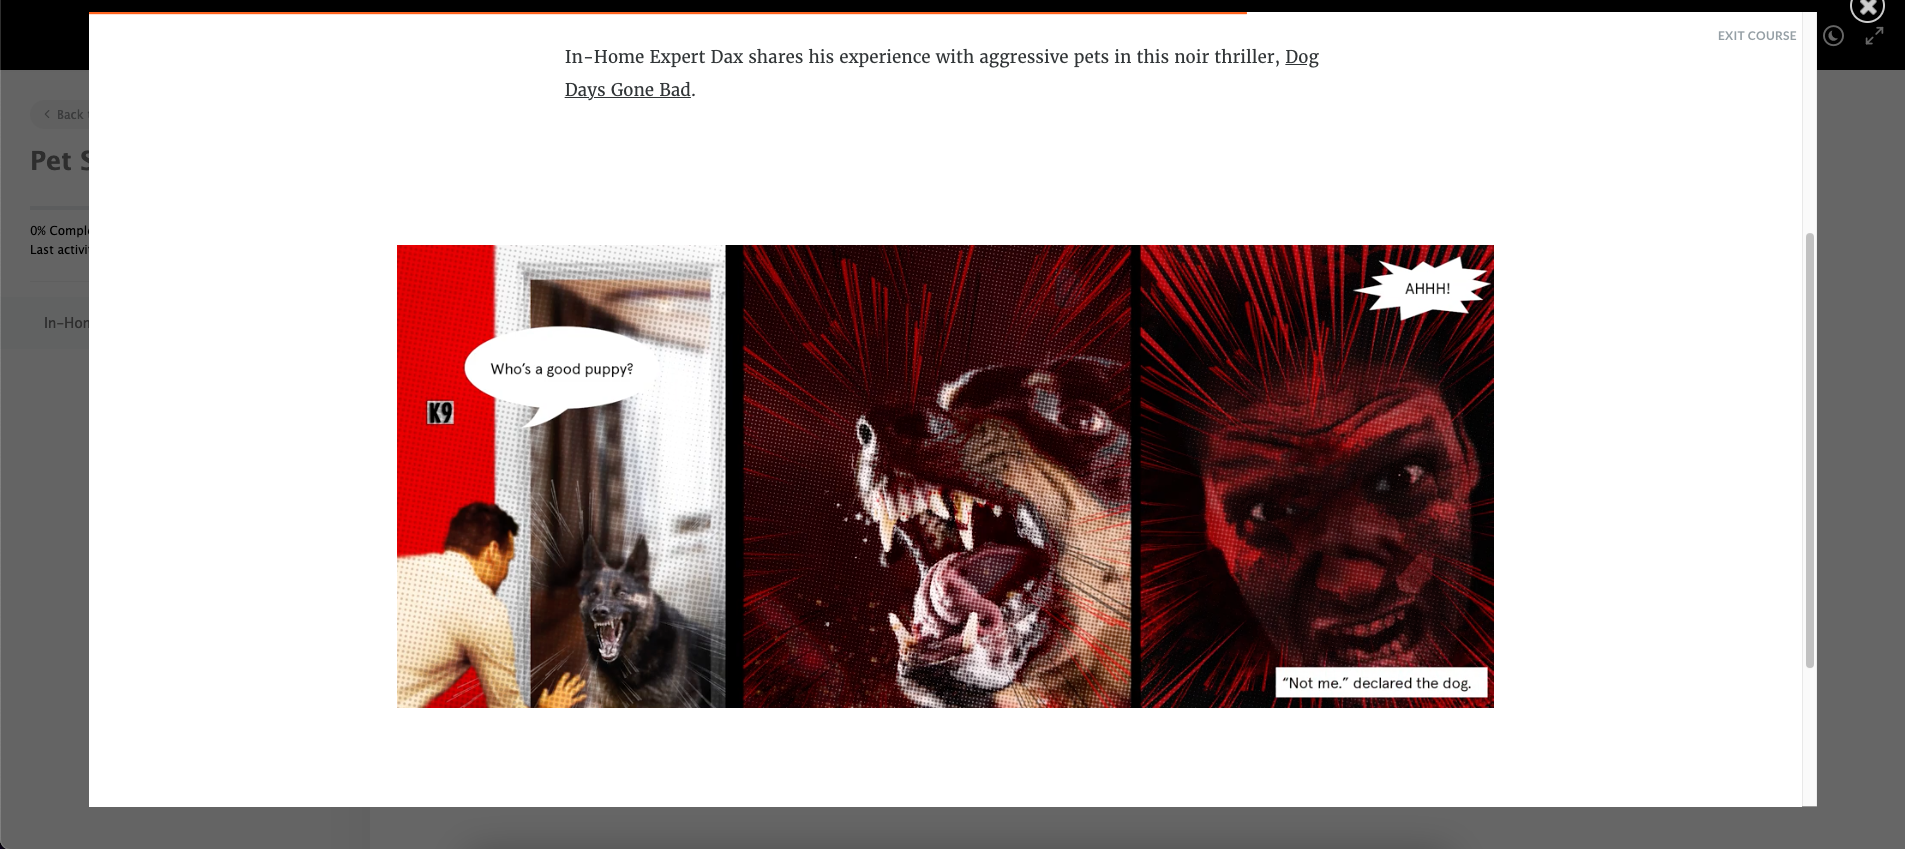 EXIT COURSE
In-Home Expert Dax shares his experience with aggressive pets in this noir thriller, Dog
Days Gone Bad.
Back
Pet
0% Comple
Last activi
In-Hom
Who's a good puppy?
K9
AHHH!
"Not me." declared the dog.